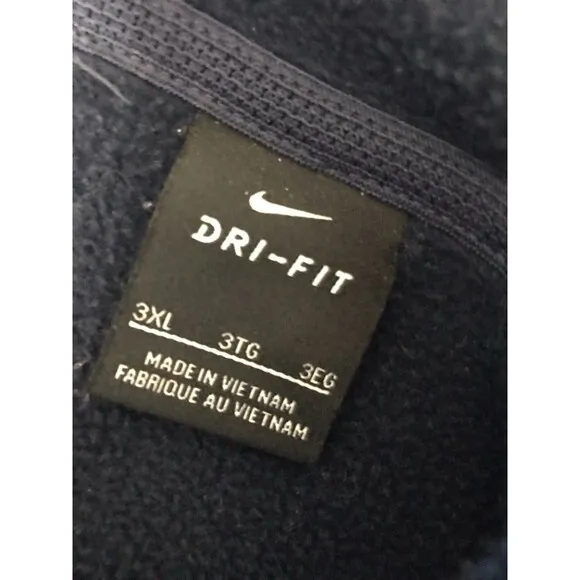 DRI-FIT
3XL 3TG 3EG
MADE IN VIETNAM
FABRIQUE AU VIETNAM